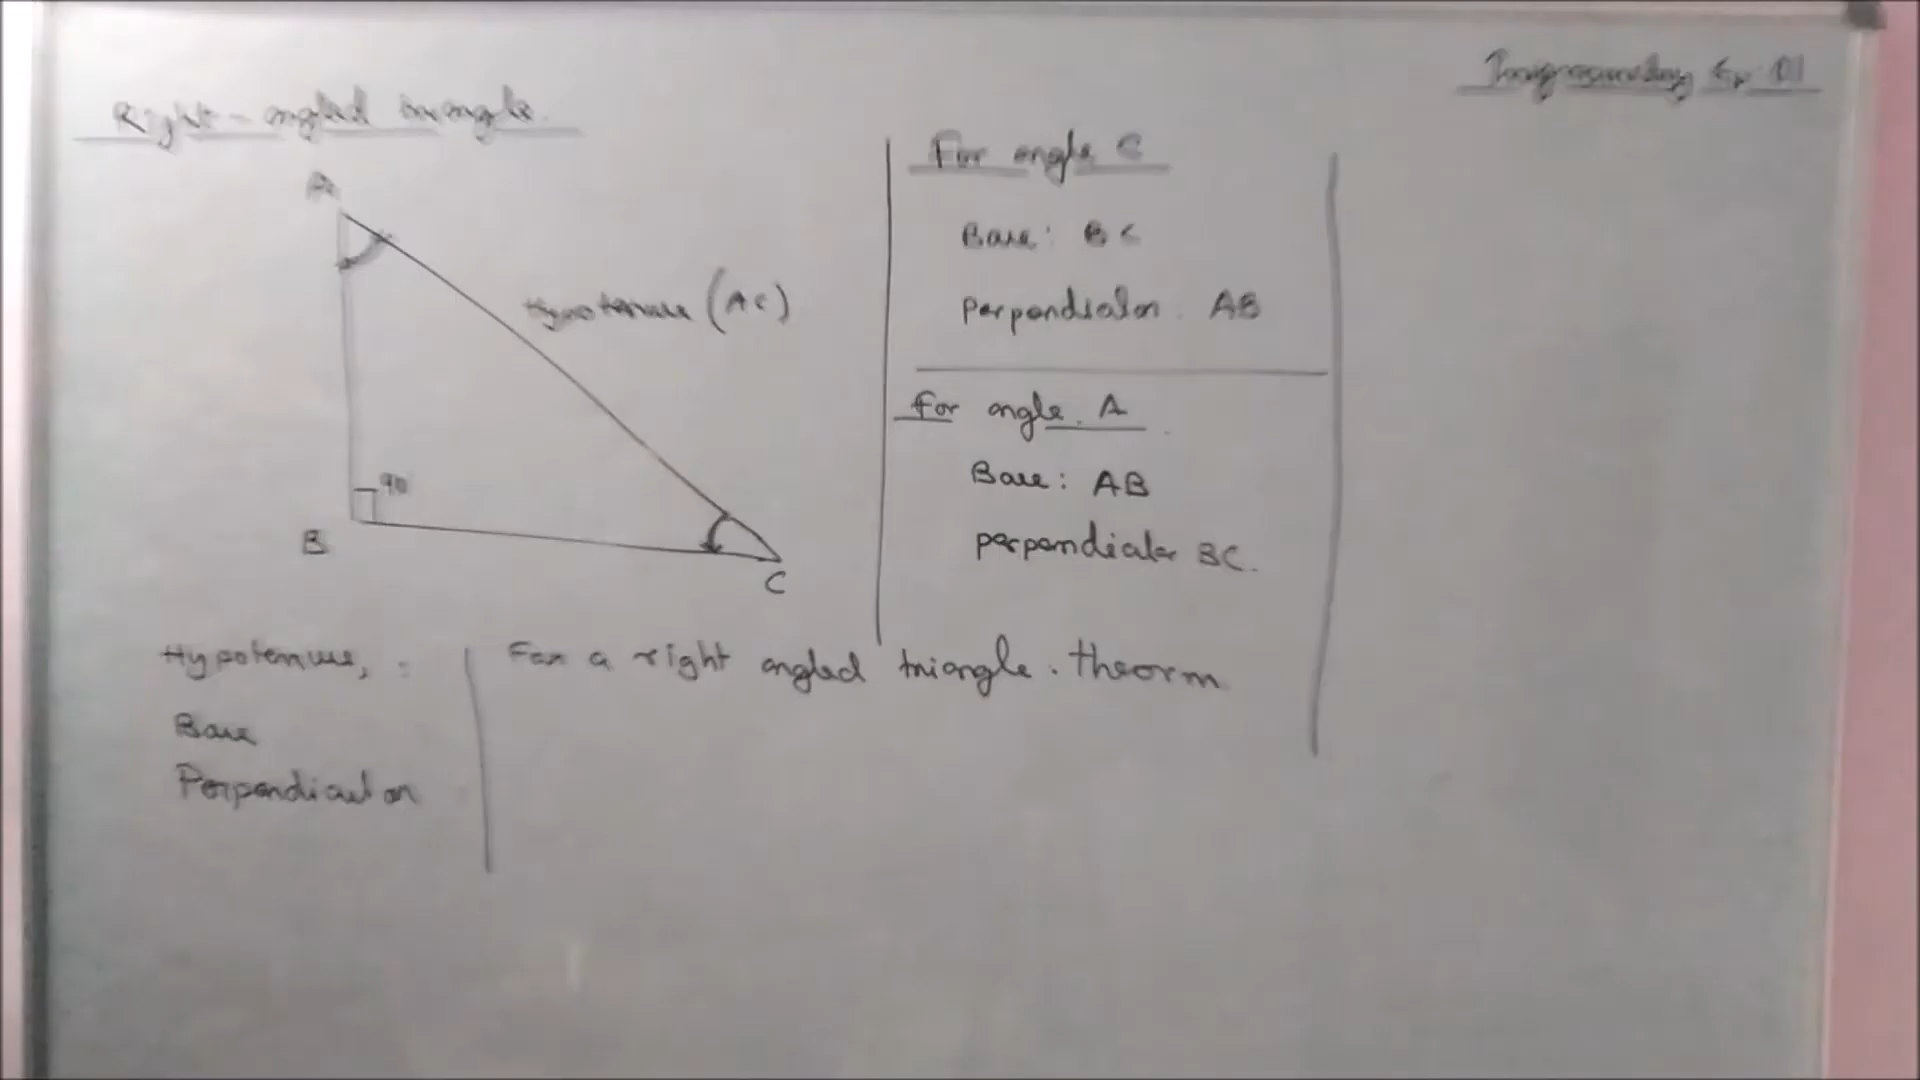 Right-angled triangle.
A
Hypotenuse (AC)
90
B
C
For angle C
Base: BC
perpendicular: AB
For angle. A
Base: AB
perpendicular BC.
Hypotenuse, :
Base
Perpendicular
For a right angled triangle. theorm